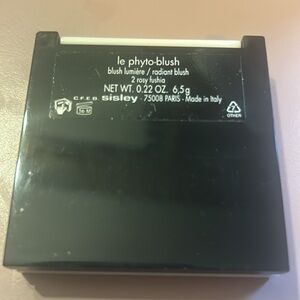 le phyto-blush
blush lumière / radiant blush
2 rosy fushia
NET WT. 0.22 OZ. 6,5g
C.F.E.B. sisley - 75008 PARIS - Made in Italy
OTHER